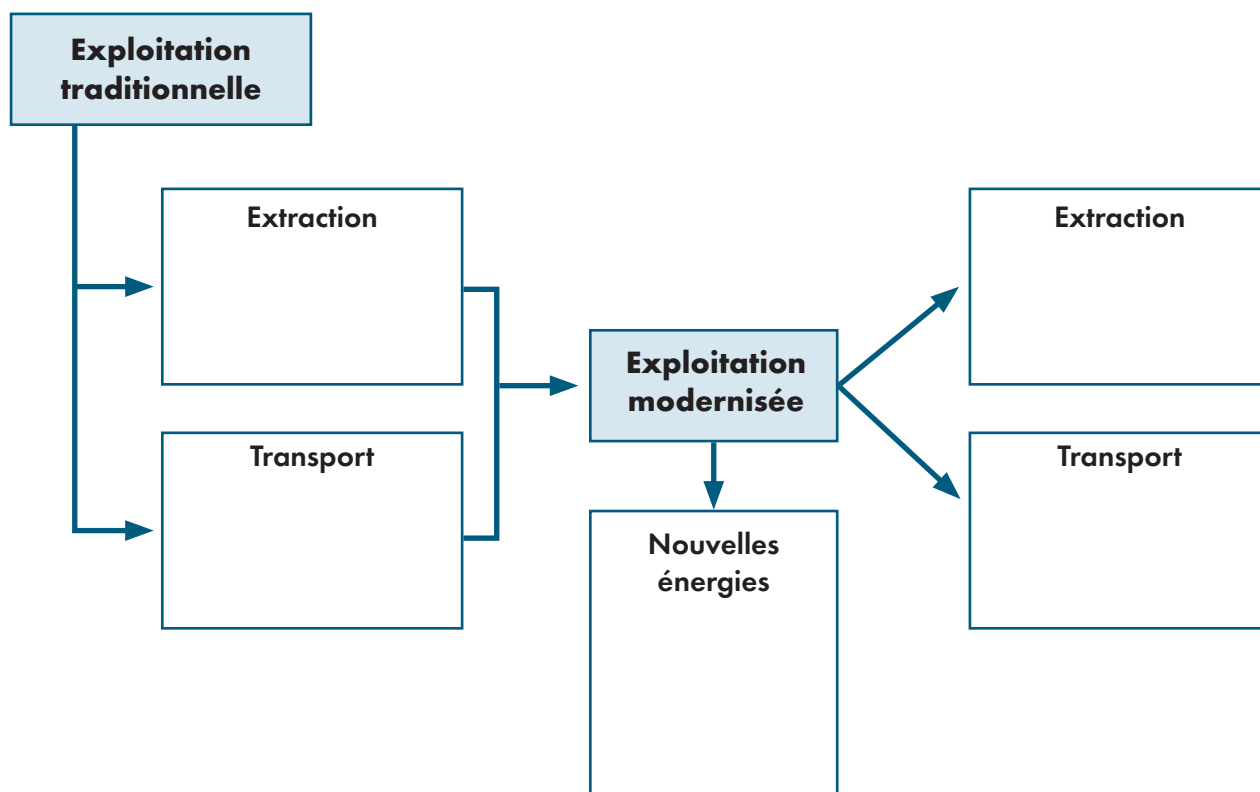 Exploitation
traditionnelle
Extraction
Transport
Exploitation
modernisée
Nouvelles
énergies
Extraction
Transport